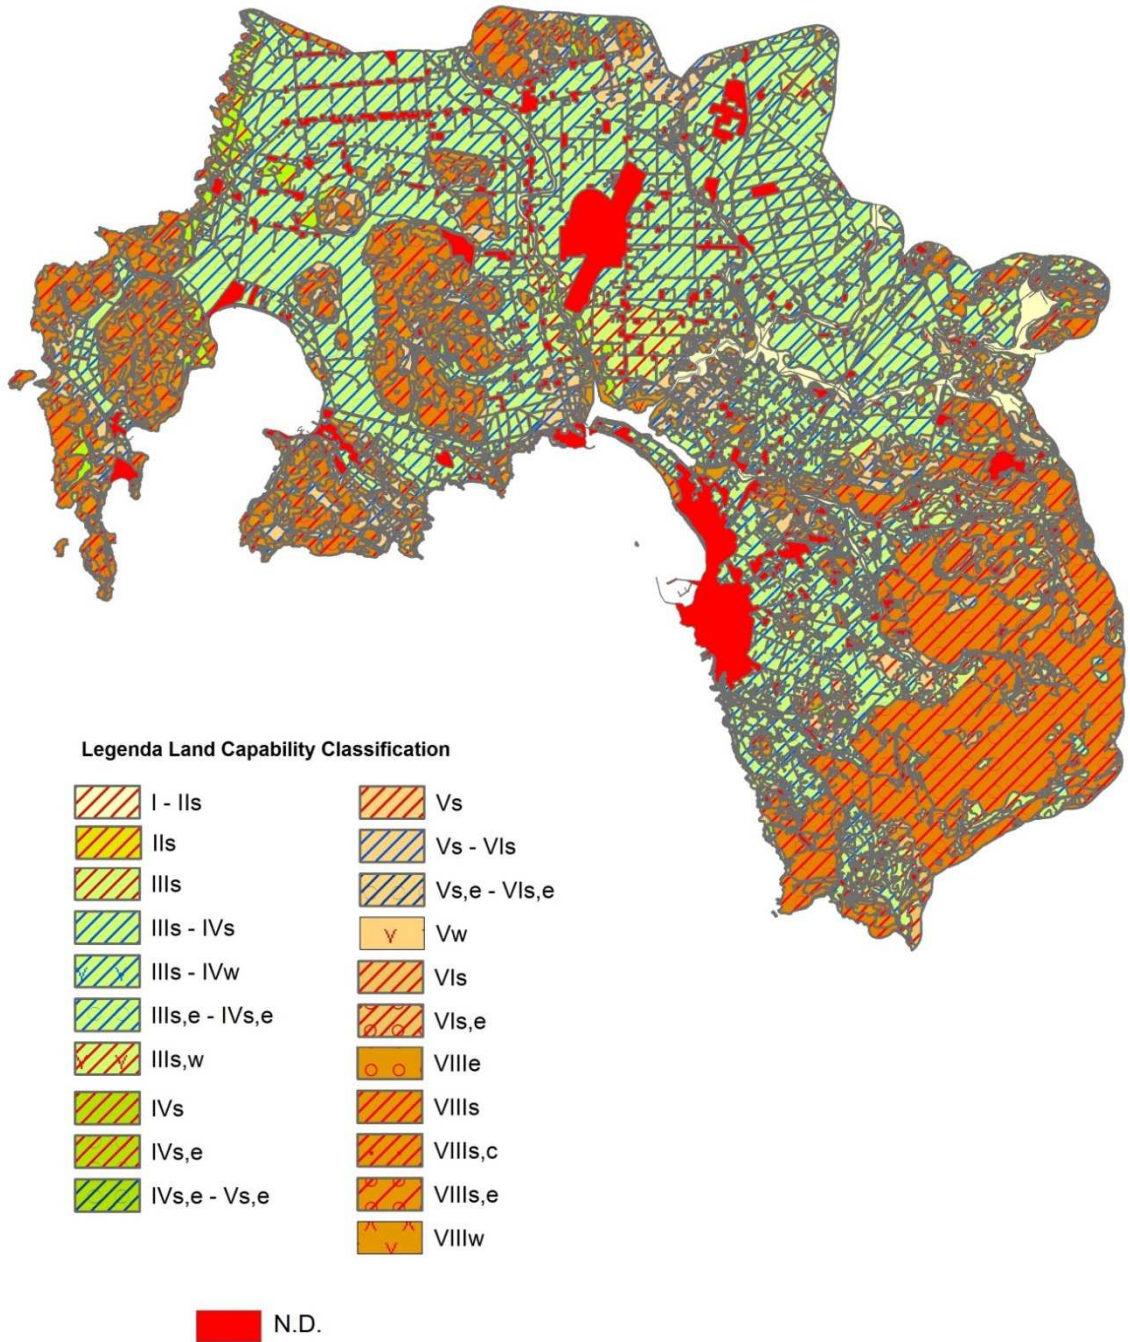 Legenda Land Capability Classification
I - IIs
IIs
IIIs
IIIs - IVs
IIIs - IVw
IIIs,e - IVs,e
IIIs,w
IVs
IVs,e
IVs,e - Vs,e
Vs
Vs - VIs
Vs,e - VIs,e
Vw
VIs
VIs,e
VIIIe
VIIIs
VIIIs,c
VIIIs,e
VIIIw
N.D.